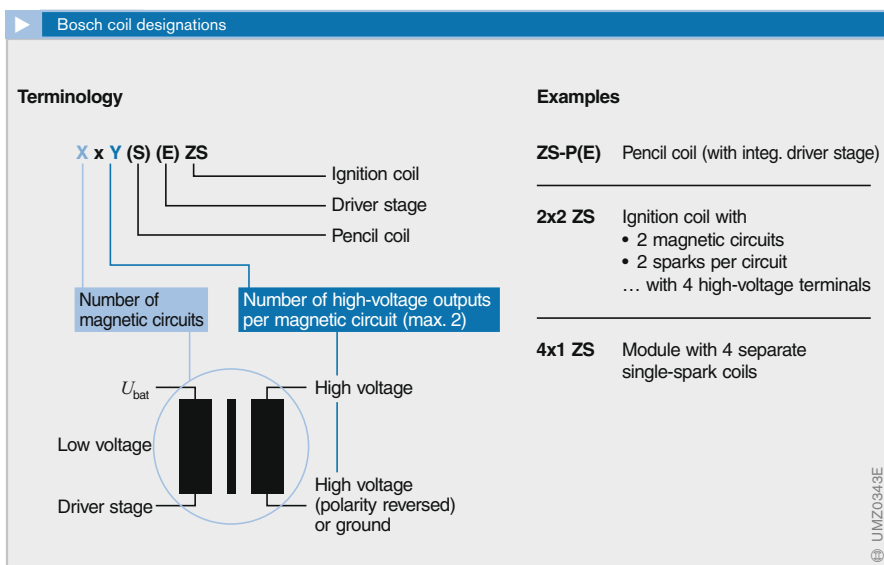 Bosch coil designations
Terminology
X x Y (S) (E) ZS
Ignition coil
Driver stage
Pencil coil
Number of
magnetic circuits
Number of high-voltage outputs
per magnetic circuit (max. 2)
U bat
High voltage
Low voltage
Driver stage
High voltage
(polarity reversed)
or ground
Examples
ZS-P(E) Pencil coil (with integ. driver stage)
2x2 ZS Ignition coil with
• 2 magnetic circuits
• 2 sparks per circuit
… with 4 high-voltage terminals
4x1 ZS Module with 4 separate
single-spark coils
UMZ0343E